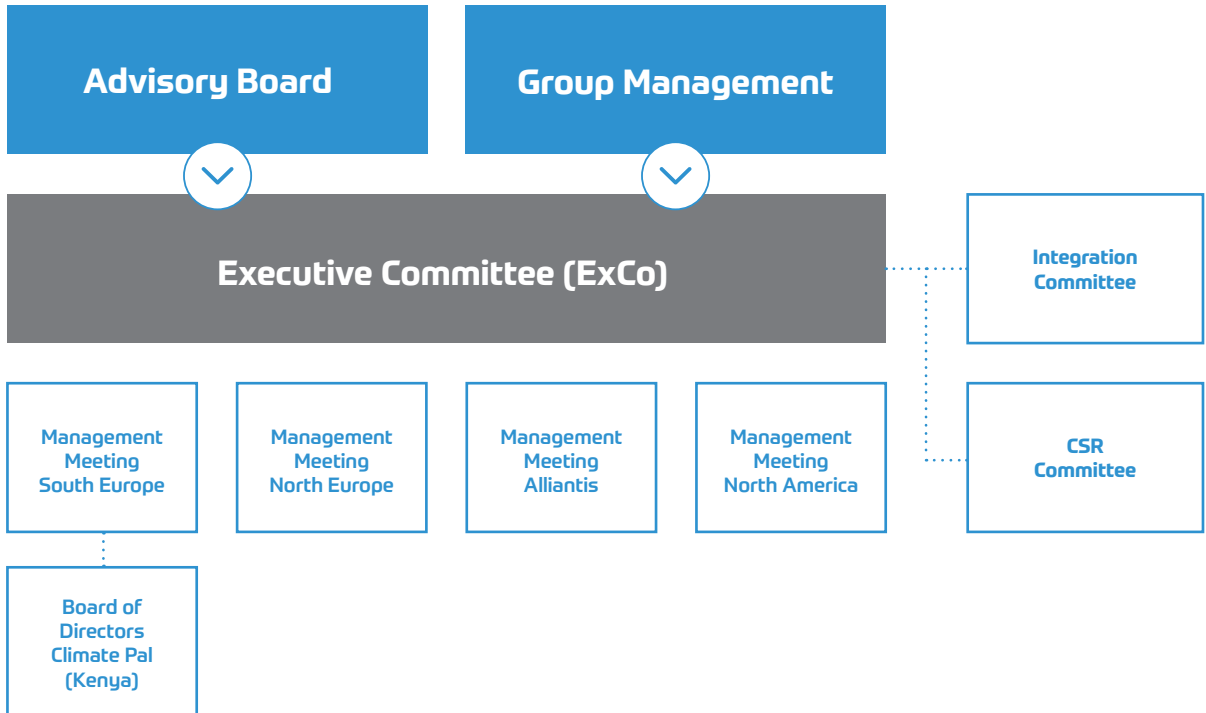 Advisory Board
Group Management
Executive Committee (ExCo)
Integration
Committee
Management
Meeting
South Europe
Management
Meeting
North Europe
Management
Meeting
Alliantis
Management
Meeting
North America
CSR
Committee
Board of
Directors
Climate Pal
(Kenya)